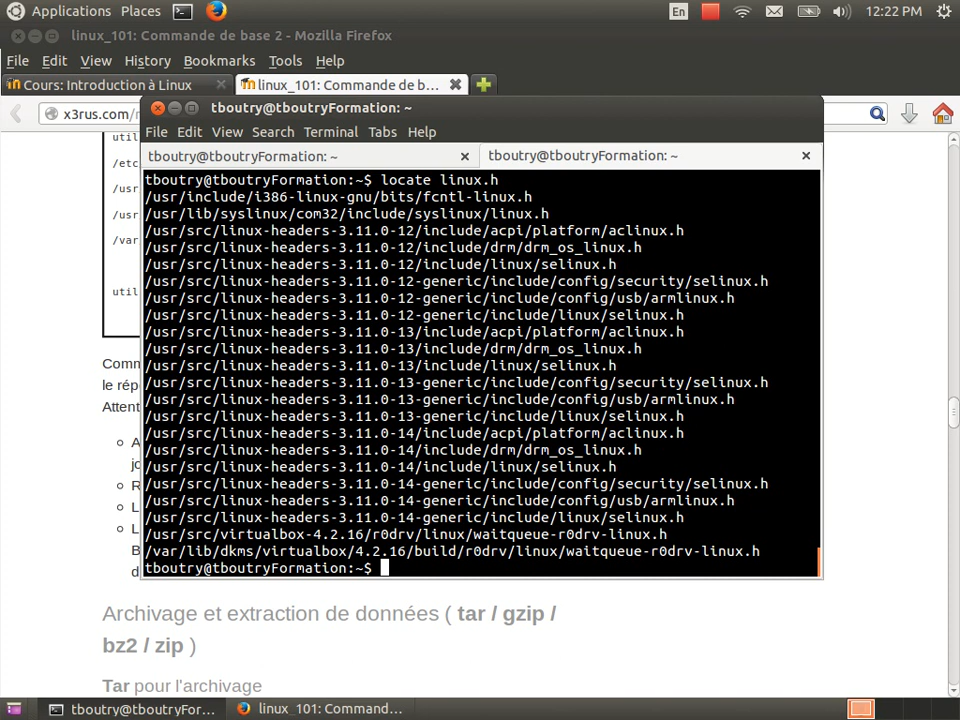 Applications Places En 12:22 PM
linux_101: Commande de base 2 - Mozilla Firefox
File Edit View History Bookmarks Tools Help
Cours: Introduction à Linux linux_101: Commande de b...
x3rus.com/
tboutry@tboutryFormation: ~
File Edit View Search Terminal Tabs Help
tboutry@tboutryFormation: ~ tboutry@tboutryFormation: ~
tboutry@tboutryFormation:~$ locate linux.h
/usr/include/i386-linux-gnu/bits/fcntl-linux.h
/usr/lib/syslinux/com32/include/syslinux/linux.h
/usr/src/linux-headers-3.11.0-12/include/acpi/platform/aclinux.h
/usr/src/linux-headers-3.11.0-12/include/drm/drm_os_linux.h
/usr/src/linux-headers-3.11.0-12/include/linux/selinux.h
/usr/src/linux-headers-3.11.0-12-generic/include/config/security/selinux.h
/usr/src/linux-headers-3.11.0-12-generic/include/config/usb/armlinux.h
/usr/src/linux-headers-3.11.0-12-generic/include/linux/selinux.h
/usr/src/linux-headers-3.11.0-13/include/acpi/platform/aclinux.h
/usr/src/linux-headers-3.11.0-13/include/drm/drm_os_linux.h
/usr/src/linux-headers-3.11.0-13/include/linux/selinux.h
/usr/src/linux-headers-3.11.0-13-generic/include/config/security/selinux.h
/usr/src/linux-headers-3.11.0-13-generic/include/config/usb/armlinux.h
/usr/src/linux-headers-3.11.0-13-generic/include/linux/selinux.h
/usr/src/linux-headers-3.11.0-14/include/acpi/platform/aclinux.h
/usr/src/linux-headers-3.11.0-14/include/drm/drm_os_linux.h
/usr/src/linux-headers-3.11.0-14/include/linux/selinux.h
/usr/src/linux-headers-3.11.0-14-generic/include/config/security/selinux.h
/usr/src/linux-headers-3.11.0-14-generic/include/config/usb/armlinux.h
/usr/src/linux-headers-3.11.0-14-generic/include/linux/selinux.h
/usr/src/virtualbox-4.2.16/r0drv/linux/waitqueue-r0drv-linux.h
/var/lib/dkms/virtualbox/4.2.16/build/r0drv/linux/waitqueue-r0drv-linux.h
tboutry@tboutryFormation:~$
util
/etc
/usr
/usr
/var
util
Comn
le rép
Attent
A
jo
R
L
L
B
d
Archivage et extraction de données ( tar / gzip /
bz2 / zip )
Tar pour l'archivage
tboutry@tboutryFor... linux_101: Command...